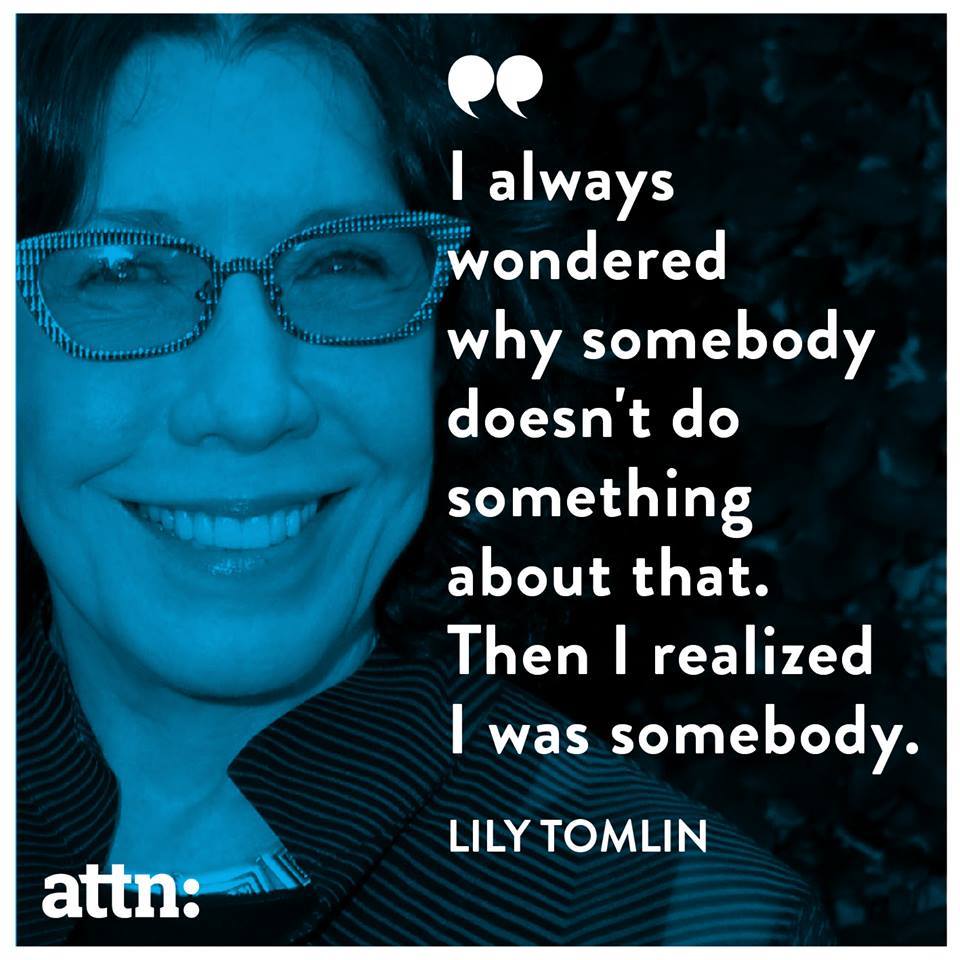 I always
wondered
why somebody
doesn't do
something
about that.
Then I realized
I was somebody.
LILY TOMLIN
attn: